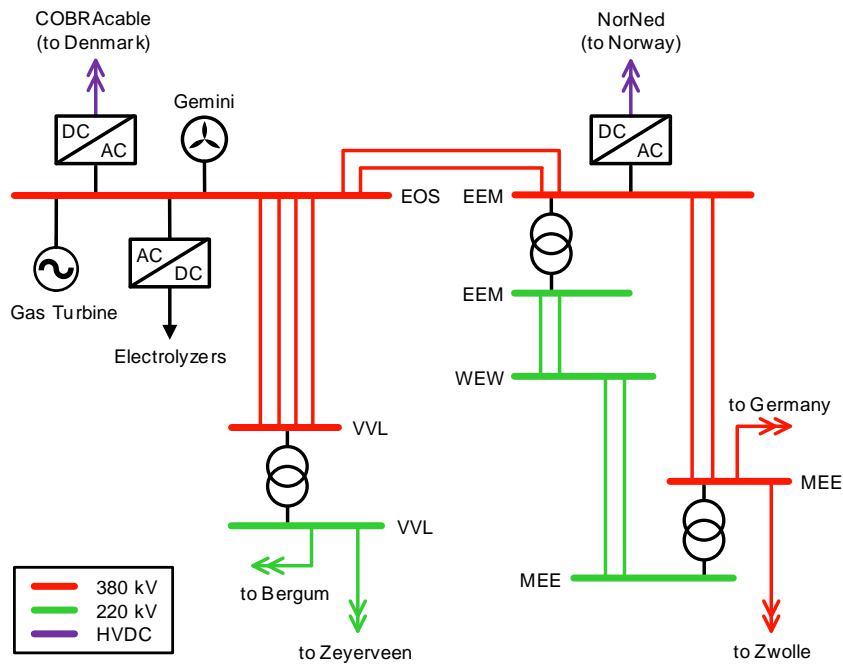 COBRAcable
(to Denmark)
NorNed
(to Norway)
Gemini
DC
AC
DC
AC
EOS
EEM
AC
DC
Gas Turbine
EEM
Electrolyzers
WEW
to Germany
VVL
MEE
VVL
MEE
to Bergum
to Zeyerveen
to Zwolle
380 kV
220 kV
HVDC